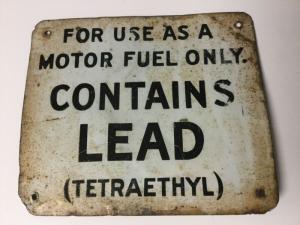 FOR USE AS A
MOTOR FUEL ONLY.
CONTAINS
LEAD
(TETRAETHYL)